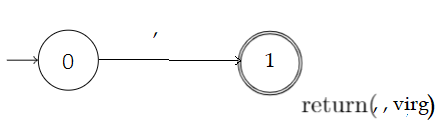 ,
0
1
return(, , virg)